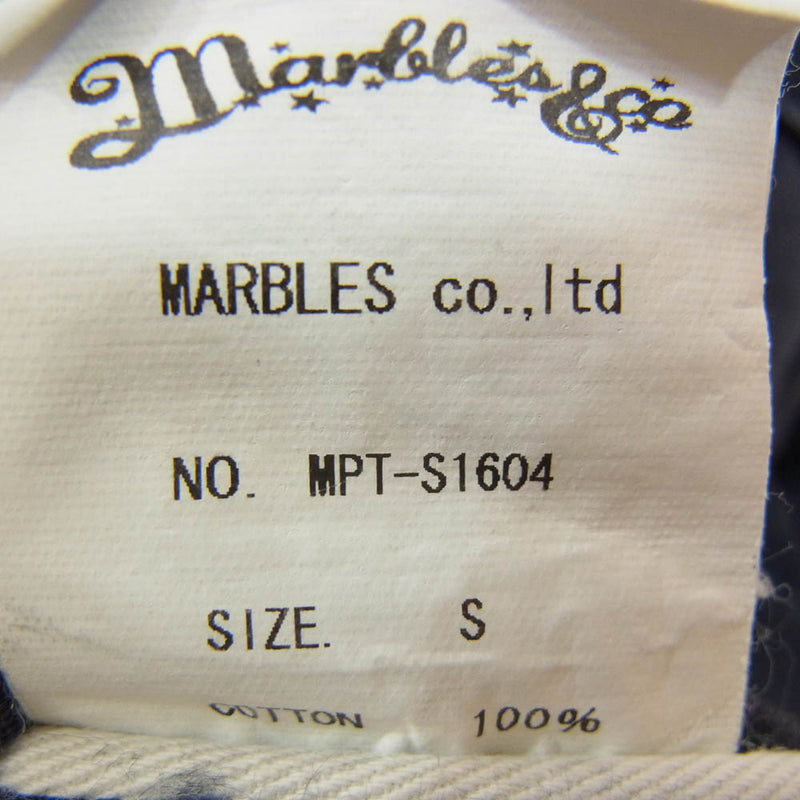 Marbles&co
MARBLES co.,ltd
NO. MPT-S1604
SIZE. S
COTTON 100%